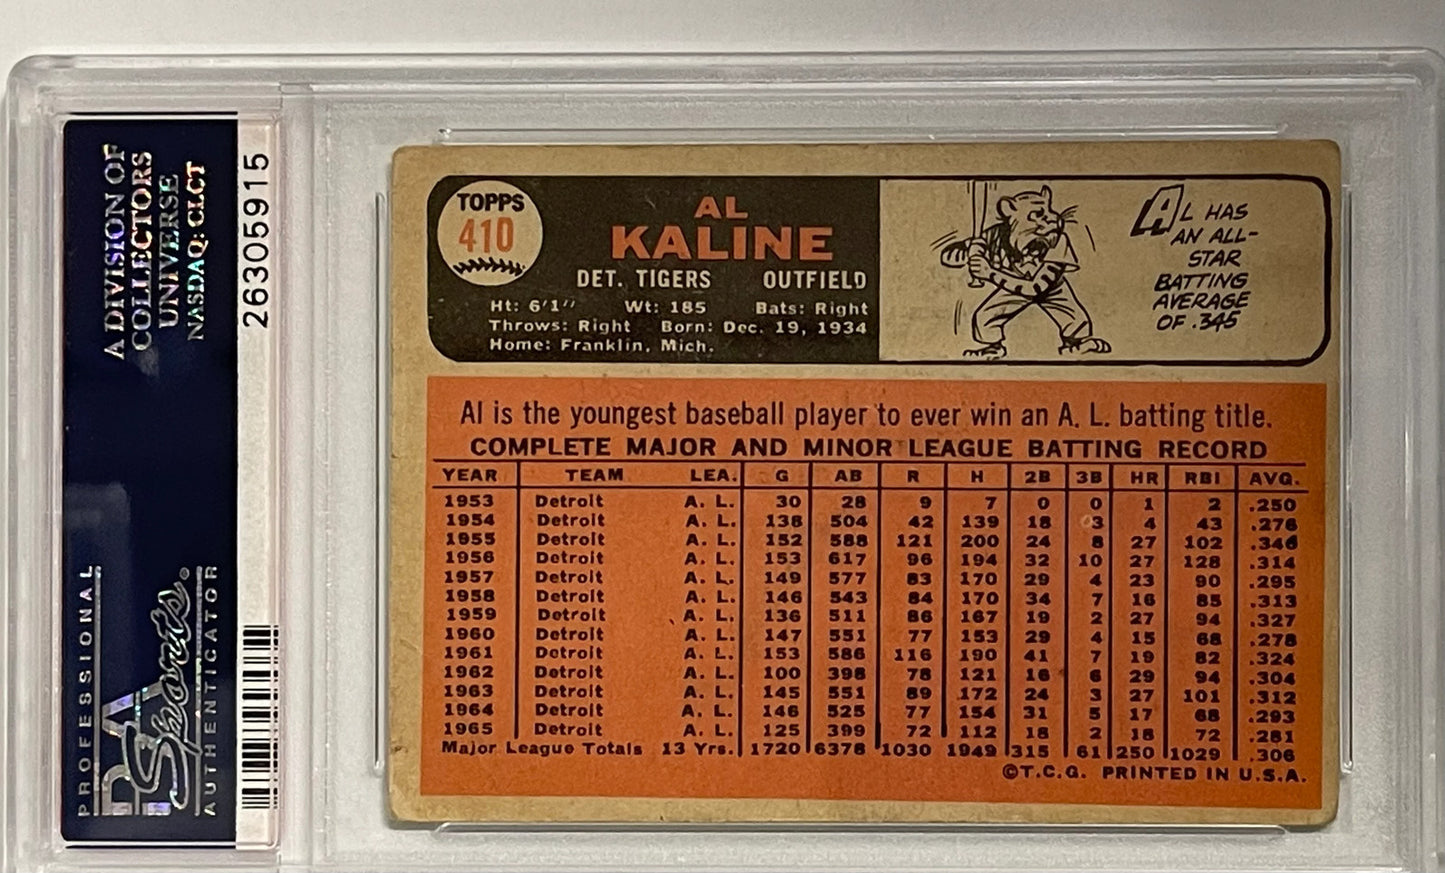 A DIVISION OF
COLLECTORS
UNIVERSE
NASDAQ: CLCT
PROFESSIONAL
PSA
Sports
AUTHENTICATOR
26305915
TOPPS
410
AL
KALINE
DET. TIGERS OUTFIELD
Ht: 6'1" Wt: 185 Bats: Right
Throws: Right Born: Dec. 19, 1934
Home: Franklin, Mich.
AL HAS
AN ALL-
STAR
BATTING
AVERAGE
OF .345
Al is the youngest baseball player to ever win an A. L. batting title.
COMPLETE MAJOR AND MINOR LEAGUE BATTING RECORD
YEAR TEAM LEA. G AB R H 2B 3B HR RBI AVG.
1953 Detroit A. L. 30 28 9 7 0 0 1 2 .250
1954 Detroit A. L. 138 504 42 139 18 3 4 43 .276
1955 Detroit A. L. 152 588 121 200 24 8 27 102 .346
1956 Detroit A. L. 153 617 96 194 32 10 27 128 .314
1957 Detroit A. L. 149 577 83 170 29 4 23 90 .295
1958 Detroit A. L. 146 543 84 170 34 7 16 85 .313
1959 Detroit A. L. 136 511 86 167 19 2 27 94 .327
1960 Detroit A. L. 147 551 77 153 29 4 15 68 .278
1961 Detroit A. L. 153 586 116 190 41 7 19 82 .324
1962 Detroit A. L. 100 398 78 121 16 6 29 94 .304
1963 Detroit A. L. 145 551 89 172 24 3 27 101 .312
1964 Detroit A. L. 146 525 77 154 31 5 17 68 .293
1965 Detroit A. L. 125 399 72 112 18 2 18 72 .281
Major League Totals 13 Yrs. 1720 6378 1030 1949 315 61 250 1029 .306
©T.C.G. PRINTED IN U.S.A.